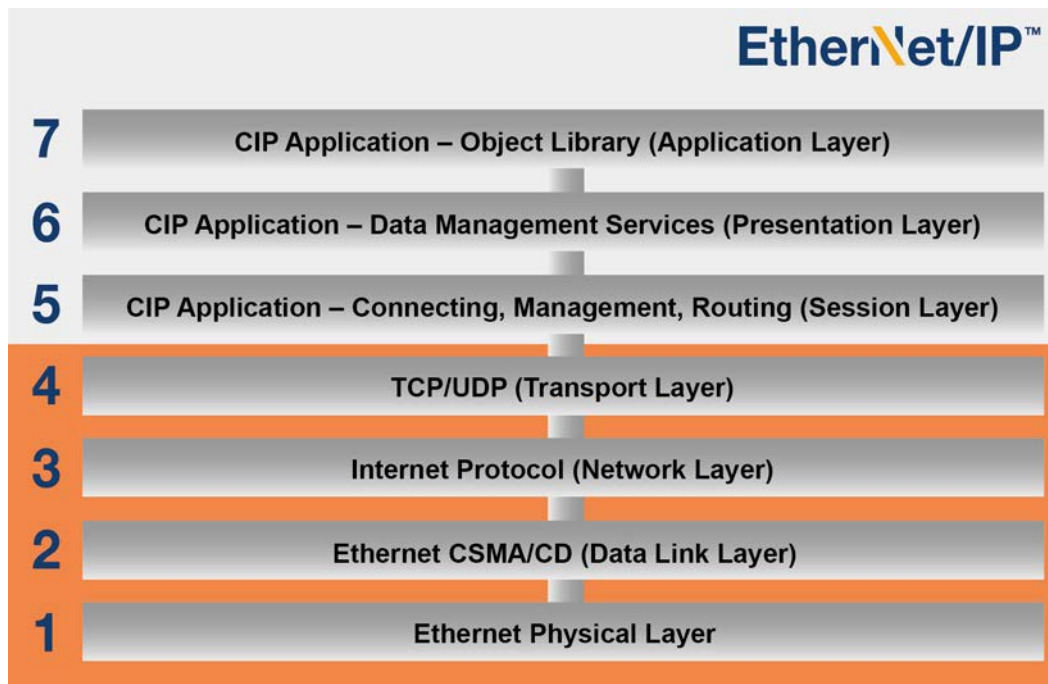 EtherNet/IP™
7 CIP Application – Object Library (Application Layer)
6 CIP Application – Data Management Services (Presentation Layer)
5 CIP Application – Connecting, Management, Routing (Session Layer)
4 TCP/UDP (Transport Layer)
3 Internet Protocol (Network Layer)
2 Ethernet CSMA/CD (Data Link Layer)
1 Ethernet Physical Layer